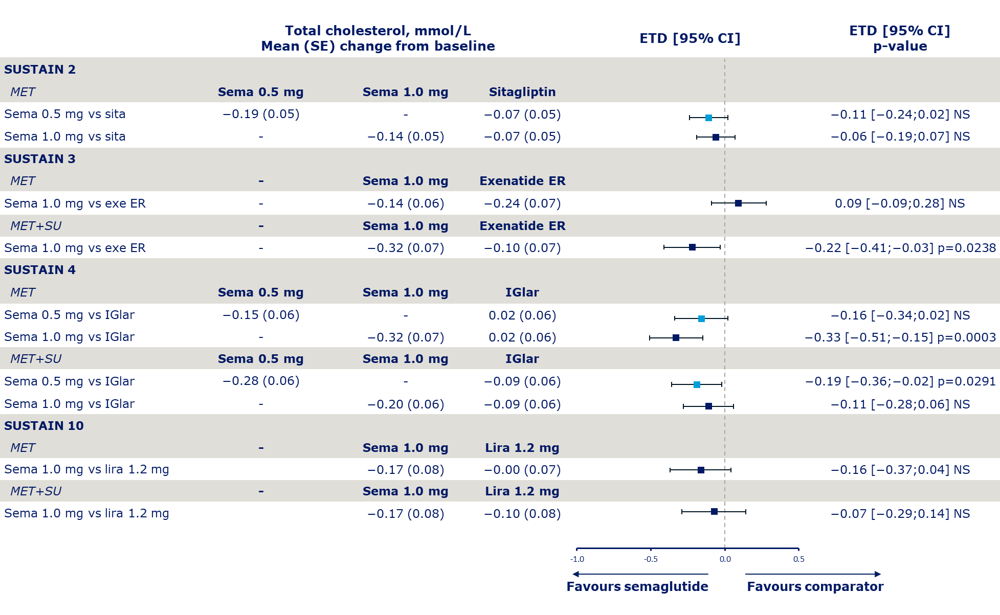 Total cholesterol, mmol/L
Mean (SE) change from baseline
ETD [95% CI]
ETD [95% CI]
p-value
SUSTAIN 2
MET Sema 0.5 mg Sema 1.0 mg Sitagliptin
Sema 0.5 mg vs sita −0.19 (0.05) - −0.07 (0.05) −0.11 [−0.24;0.02] NS
Sema 1.0 mg vs sita - −0.14 (0.05) −0.07 (0.05) −0.06 [−0.19;0.07] NS
SUSTAIN 3
MET - Sema 1.0 mg Exenatide ER
Sema 1.0 mg vs exe ER - −0.14 (0.06) −0.24 (0.07) 0.09 [−0.09;0.28] NS
MET+SU - Sema 1.0 mg Exenatide ER
Sema 1.0 mg vs exe ER - −0.32 (0.07) −0.10 (0.07) −0.22 [−0.41;−0.03] p=0.0238
SUSTAIN 4
MET Sema 0.5 mg Sema 1.0 mg IGlar
Sema 0.5 mg vs IGlar −0.15 (0.06) - 0.02 (0.06) −0.16 [−0.34;0.02] NS
Sema 1.0 mg vs IGlar - −0.32 (0.07) 0.02 (0.06) −0.33 [−0.51;−0.15] p=0.0003
MET+SU Sema 0.5 mg Sema 1.0 mg IGlar
Sema 0.5 mg vs IGlar −0.28 (0.06) - −0.09 (0.06) −0.19 [−0.36;−0.02] p=0.0291
Sema 1.0 mg vs IGlar - −0.20 (0.06) −0.09 (0.06) −0.11 [−0.28;0.06] NS
SUSTAIN 10
MET - Sema 1.0 mg Lira 1.2 mg
Sema 1.0 mg vs lira 1.2 mg −0.17 (0.08) −0.00 (0.07) −0.16 [−0.37;0.04] NS
MET+SU - Sema 1.0 mg Lira 1.2 mg
Sema 1.0 mg vs lira 1.2 mg −0.17 (0.08) −0.10 (0.08) −0.07 [−0.29;0.14] NS
-1.0 -0.5 0.0 0.5
Favours semaglutide Favours comparator